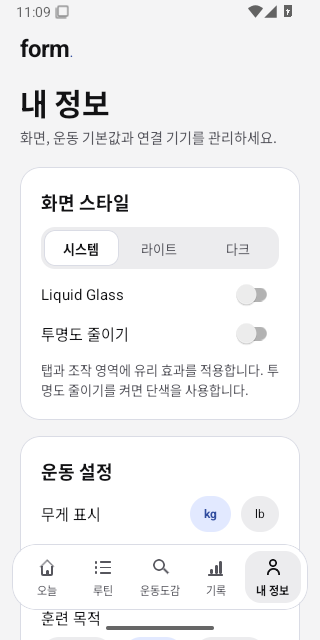 11:09
form.
내 정보
화면, 운동 기본값과 연결 기기를 관리하세요.
화면 스타일
시스템
라이트
다크
Liquid Glass
투명도 줄이기
탭과 조작 영역에 유리 효과를 적용합니다. 투
명도 줄이기를 켜면 단색을 사용합니다.
운동 설정
무게 표시
kg
lb
오늘
루틴
운동도감
기록
내 정보
훈련 목적